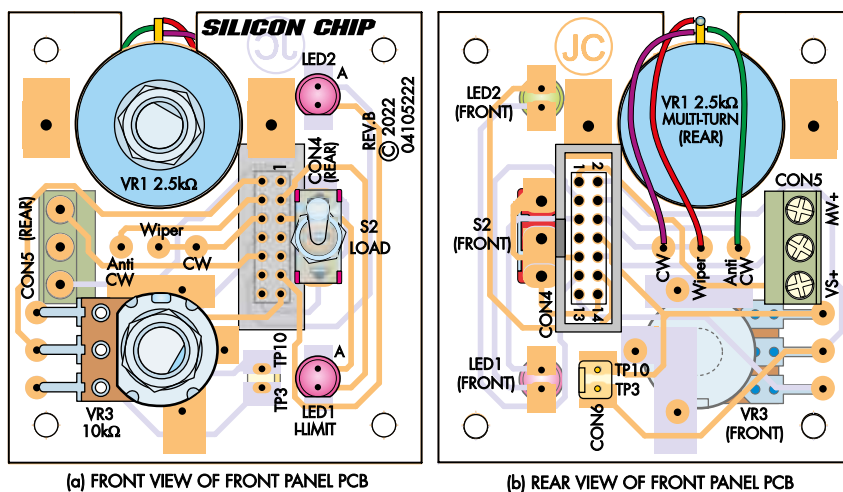 SILICON CHIP
JC
LED2
A
REV.B
© 2022
04105222
CON4
(REAR)
1
VR1 2.5kΩ
CON5 (REAR)
Wiper
Anti
CW
CW
S2
LOAD
TP10
TP3
A
LED1
I-LIMIT
VR3
10kΩ
(a) FRONT VIEW OF FRONT PANEL PCB
JC
LED2
(FRONT)
VR1 2.5kΩ
MULTI-TURN
(REAR)
1
2
CON5
MV+
VS+
S2
(FRONT)
CW
Wiper
Anti
CW
CON4
13
14
LED1
(FRONT)
TP10
TP3
CON6
VR3
(FRONT)
(b) REAR VIEW OF FRONT PANEL PCB